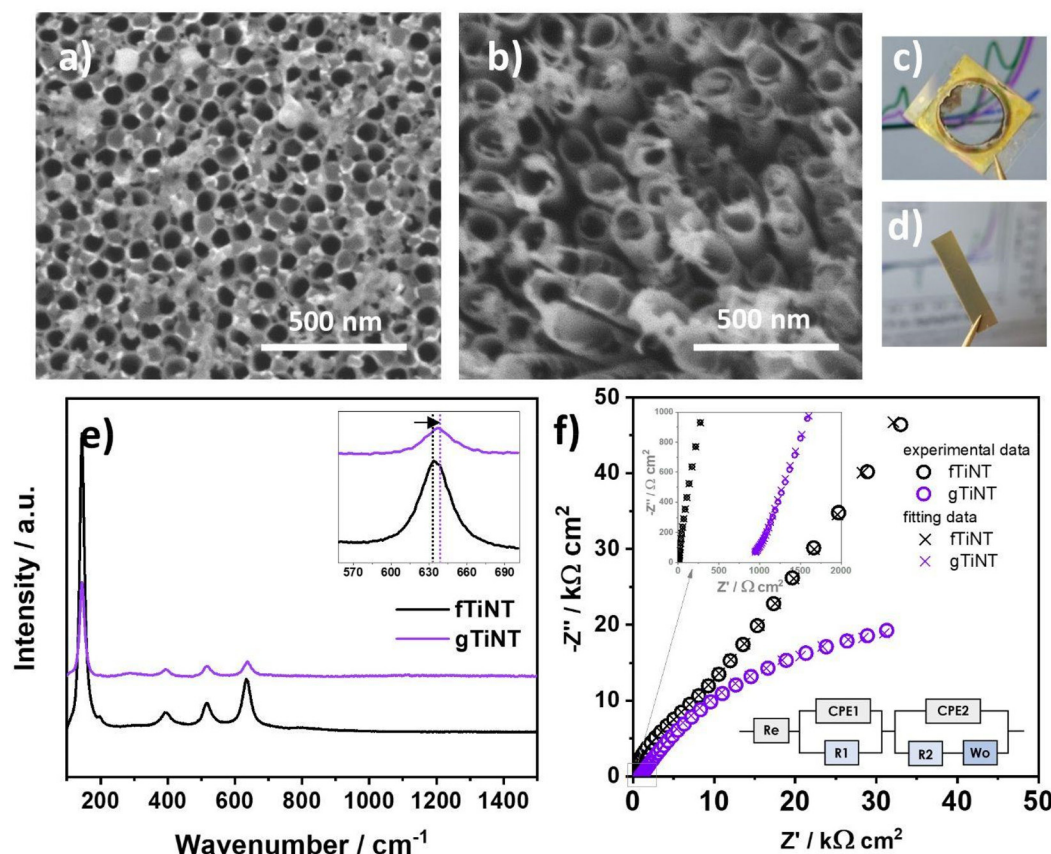 a)
500 nm
b)
500 nm
c)
d)
e)
570 600 630 660 690
fTiNT
gTiNT
Intensity / a.u.
200 400 600 800 1000 1200 1400
Wavenumber / cm⁻¹
f)
50
40
30
20
10
0
-Z'' / kΩ cm²
1000
800
600
400
200
0
-Z'' / Ω cm²
0 500 1000 1500 2000
Z' / Ω cm²
experimental data
fTiNT
gTiNT
fitting data
fTiNT
gTiNT
CPE1 CPE2
Re
R1 R2 Wo
0 10 20 30 40 50
Z' / kΩ cm²